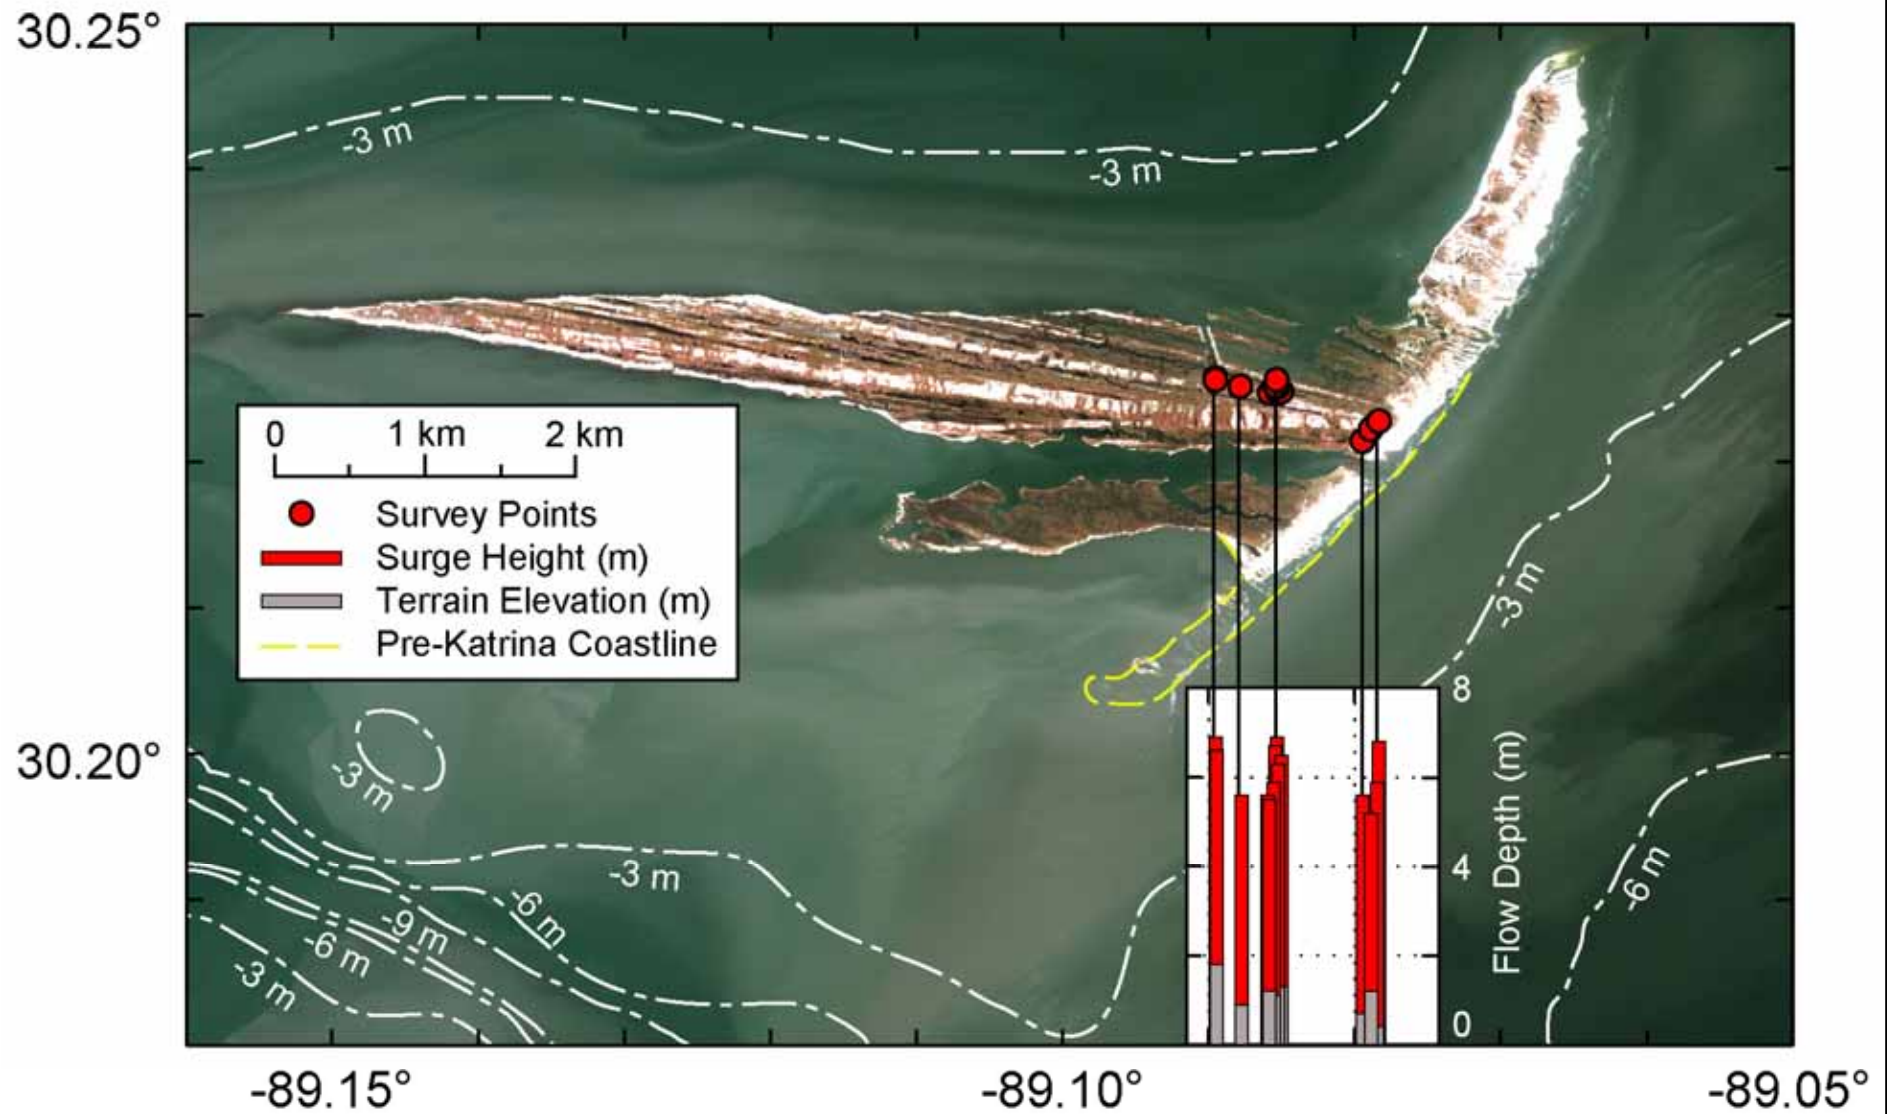 30.25°
-3 m
-3 m
0 1 km 2 km
Survey Points
Surge Height (m)
Terrain Elevation (m)
Pre-Katrina Coastline
-3 m
8
30.20°
-3 m
Flow Depth (m)
4
-3 m
-6 m
-6 m
-9 m
-6 m
-3 m
0
-89.15°
-89.10°
-89.05°